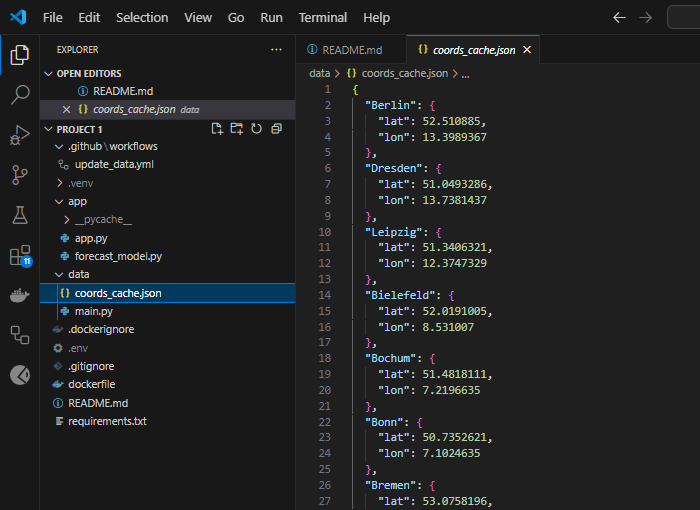 File Edit Selection View Go Run Terminal Help
EXPLORER
OPEN EDITORS
README.md
coords_cache.json data
PROJECT 1
.github\workflows
update_data.yml
.venv
app
__pycache__
app.py
forecast_model.py
data
coords_cache.json
main.py
.dockerignore
.env
.gitignore
dockerfile
README.md
requirements.txt
11
README.md coords_cache.json
data > coords_cache.json > ...
1 {
2 "Berlin": {
3 "lat": 52.510885,
4 "lon": 13.3989367
5 },
6 "Dresden": {
7 "lat": 51.0493286,
8 "lon": 13.7381437
9 },
10 "Leipzig": {
11 "lat": 51.3406321,
12 "lon": 12.3747329
13 },
14 "Bielefeld": {
15 "lat": 52.0191005,
16 "lon": 8.531007
17 },
18 "Bochum": {
19 "lat": 51.4818111,
20 "lon": 7.2196635
21 },
22 "Bonn": {
23 "lat": 50.7352621,
24 "lon": 7.1024635
25 },
26 "Bremen": {
27 "lat": 53.0758196,